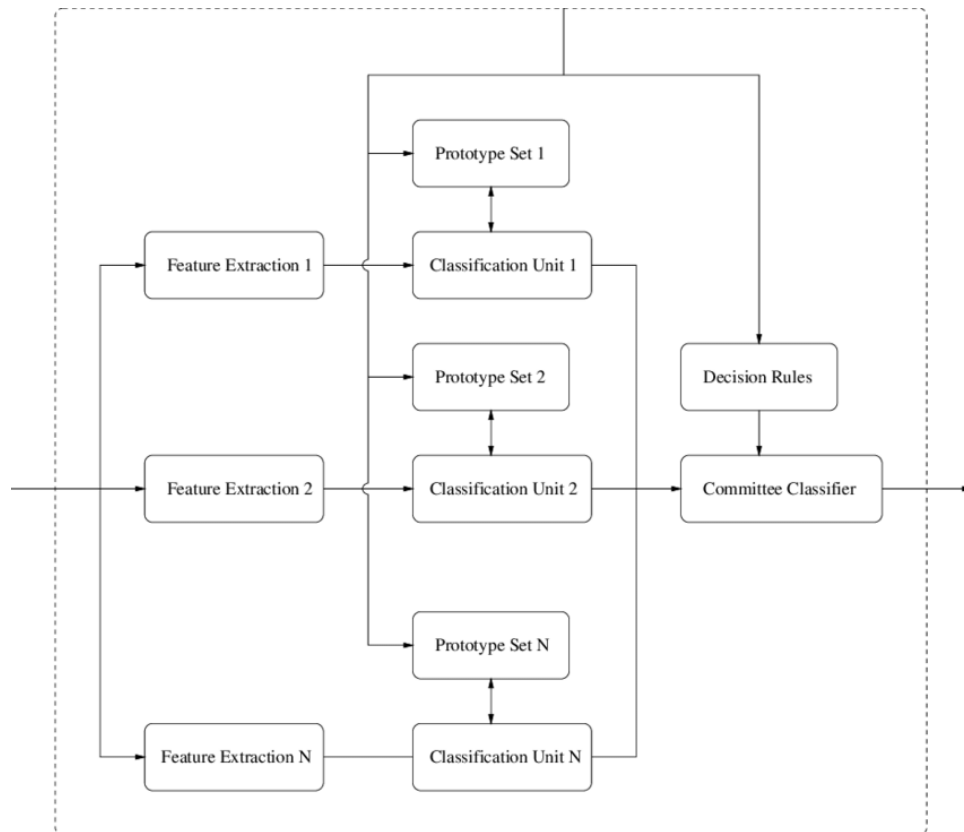 Prototype Set 1
Feature Extraction 1
Classification Unit 1
Prototype Set 2
Decision Rules
Feature Extraction 2
Classification Unit 2
Committee Classifier
Prototype Set N
Feature Extraction N
Classification Unit N